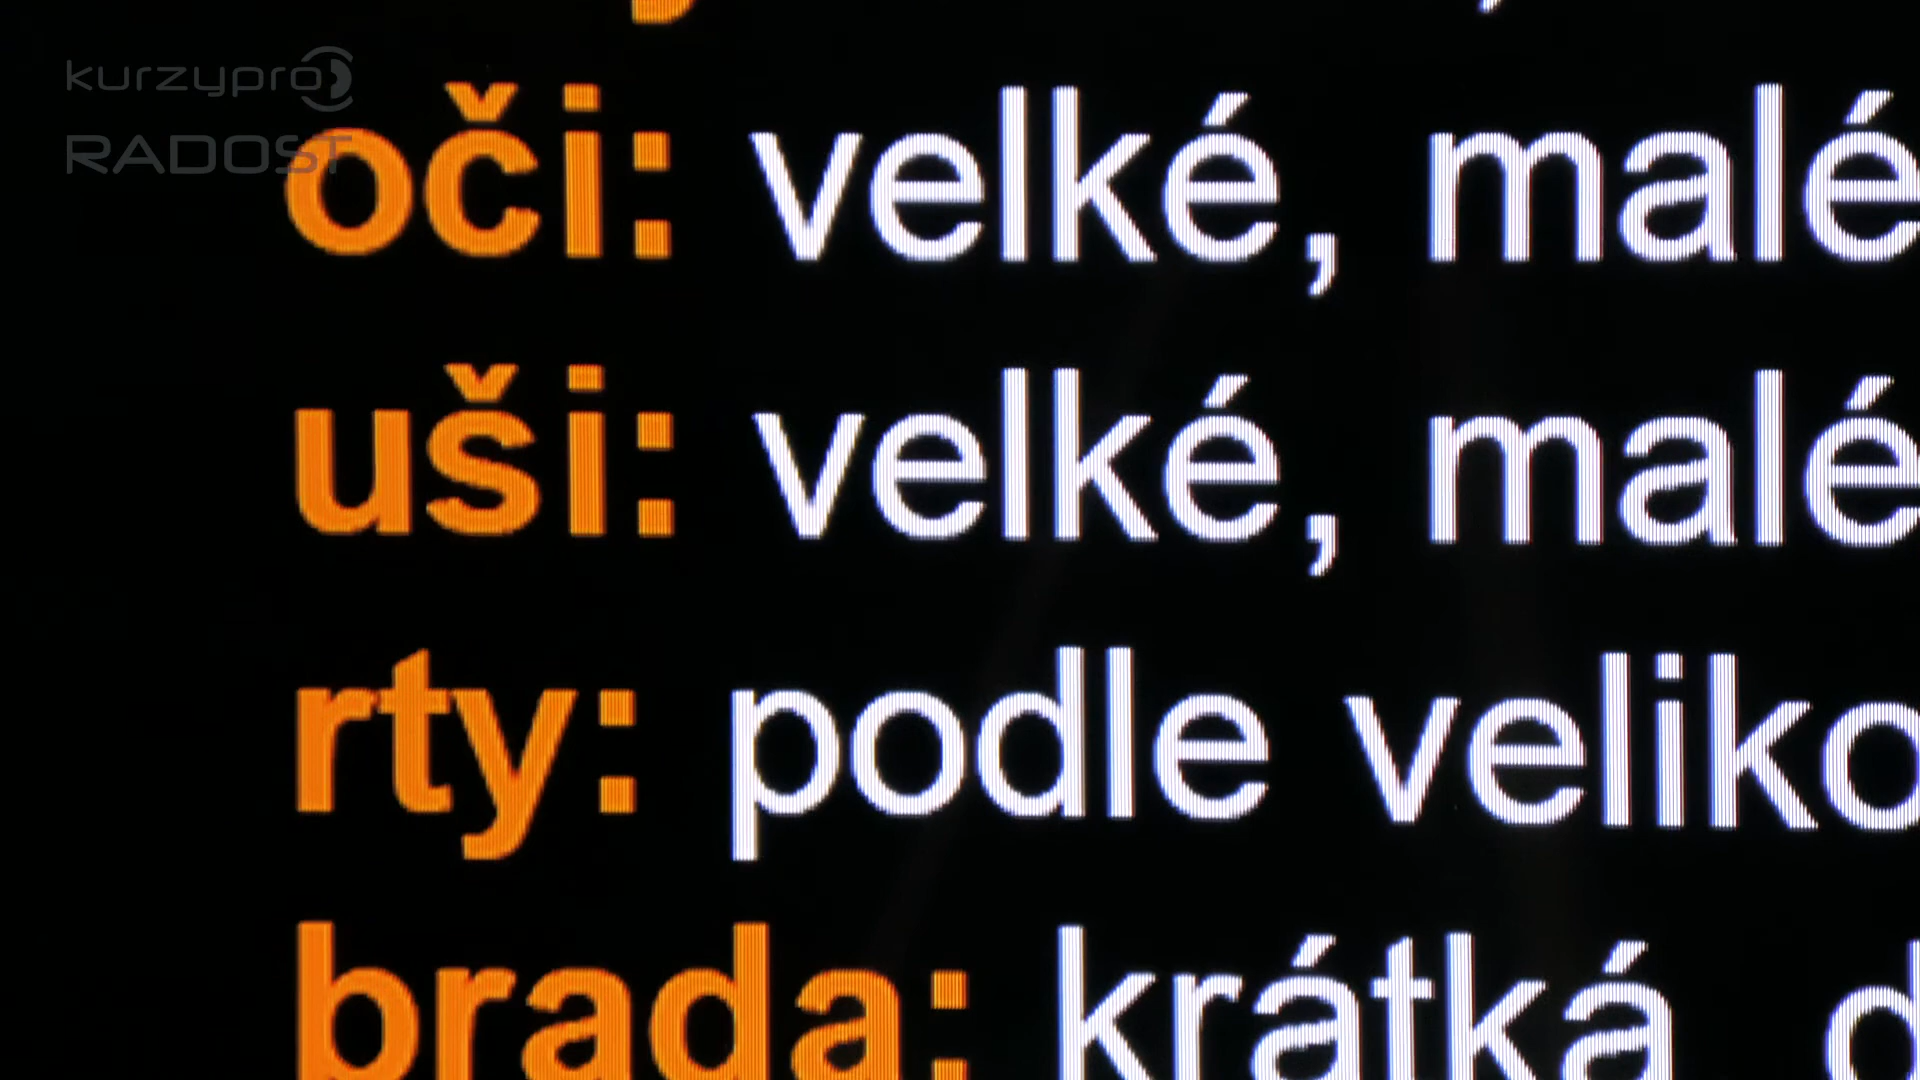 kurzypro
RADOST
oči: velké, malé
uši: velké, malé
rty: podle veliko
brada: krátká